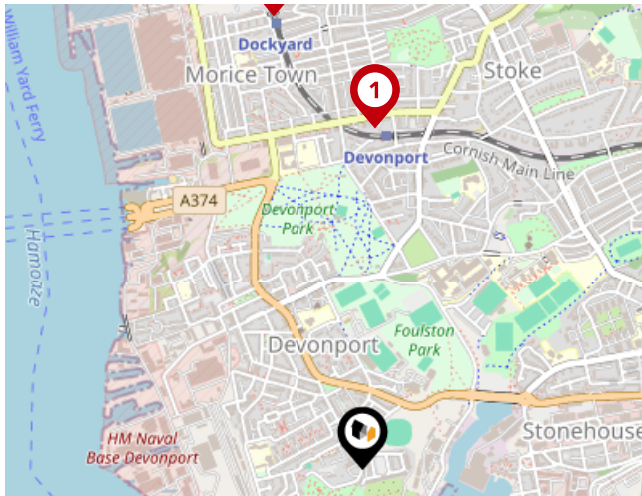 William Yard Ferry
Dockyard
Morice Town
Stoke
1
Devonport
Cornish Main Line
A374
Devonport
Park
Hamoaze
Foulston
Park
Devonport
HM Naval
Base Devonport
Stonehouse